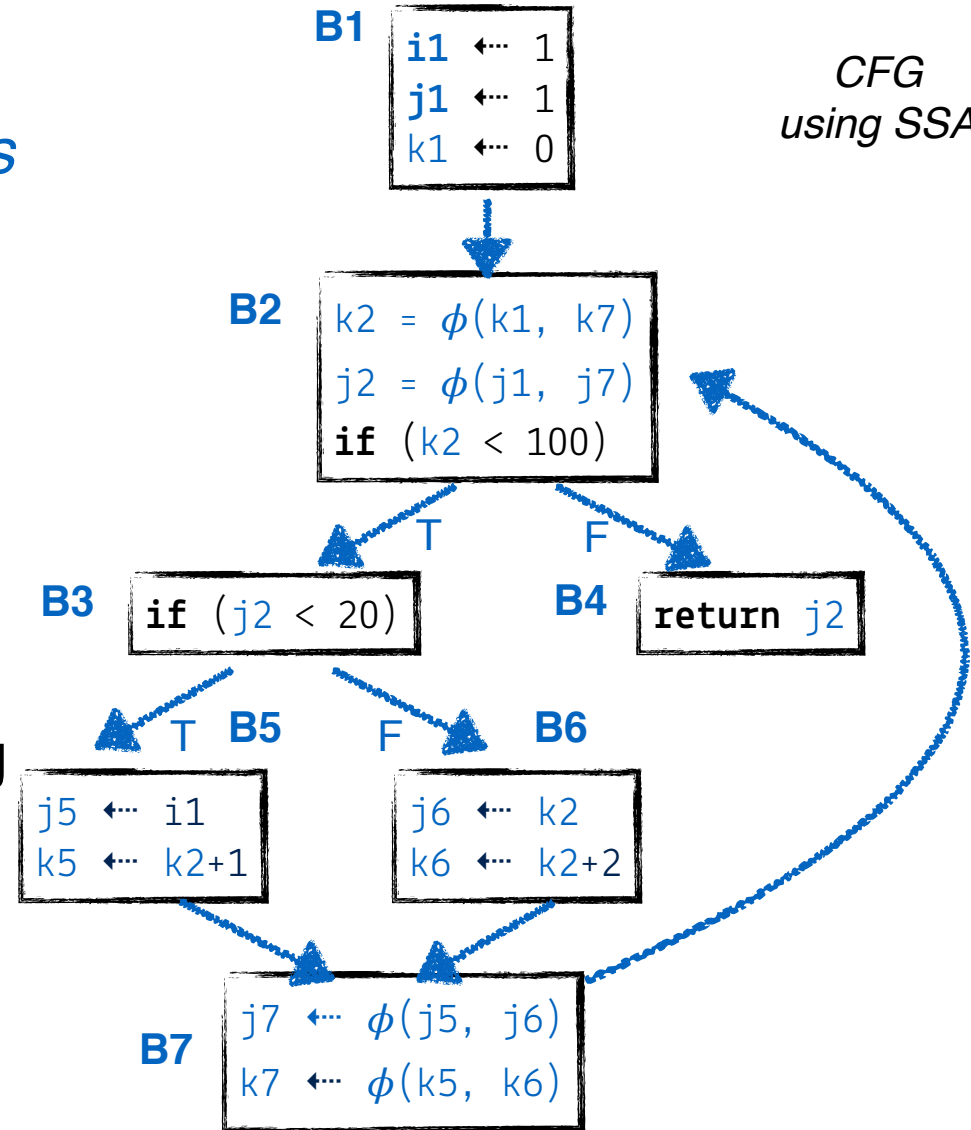 B1
i1 ⇠ 1
j1 ⇠ 1
k1 ⇠ 0
CFG
using SSA
s
B2
k2 = ϕ(k1, k7)
j2 = ϕ(j1, j7)
if (k2 < 100)
T
F
B3
if (j2 < 20)
B4
return j2
T
B5
F
B6
g
j5 ⇠ i1
k5 ⇠ k2+1
j6 ⇠ k2
k6 ⇠ k2+2
B7
j7 ⇠ ϕ(j5, j6)
k7 ⇠ ϕ(k5, k6)